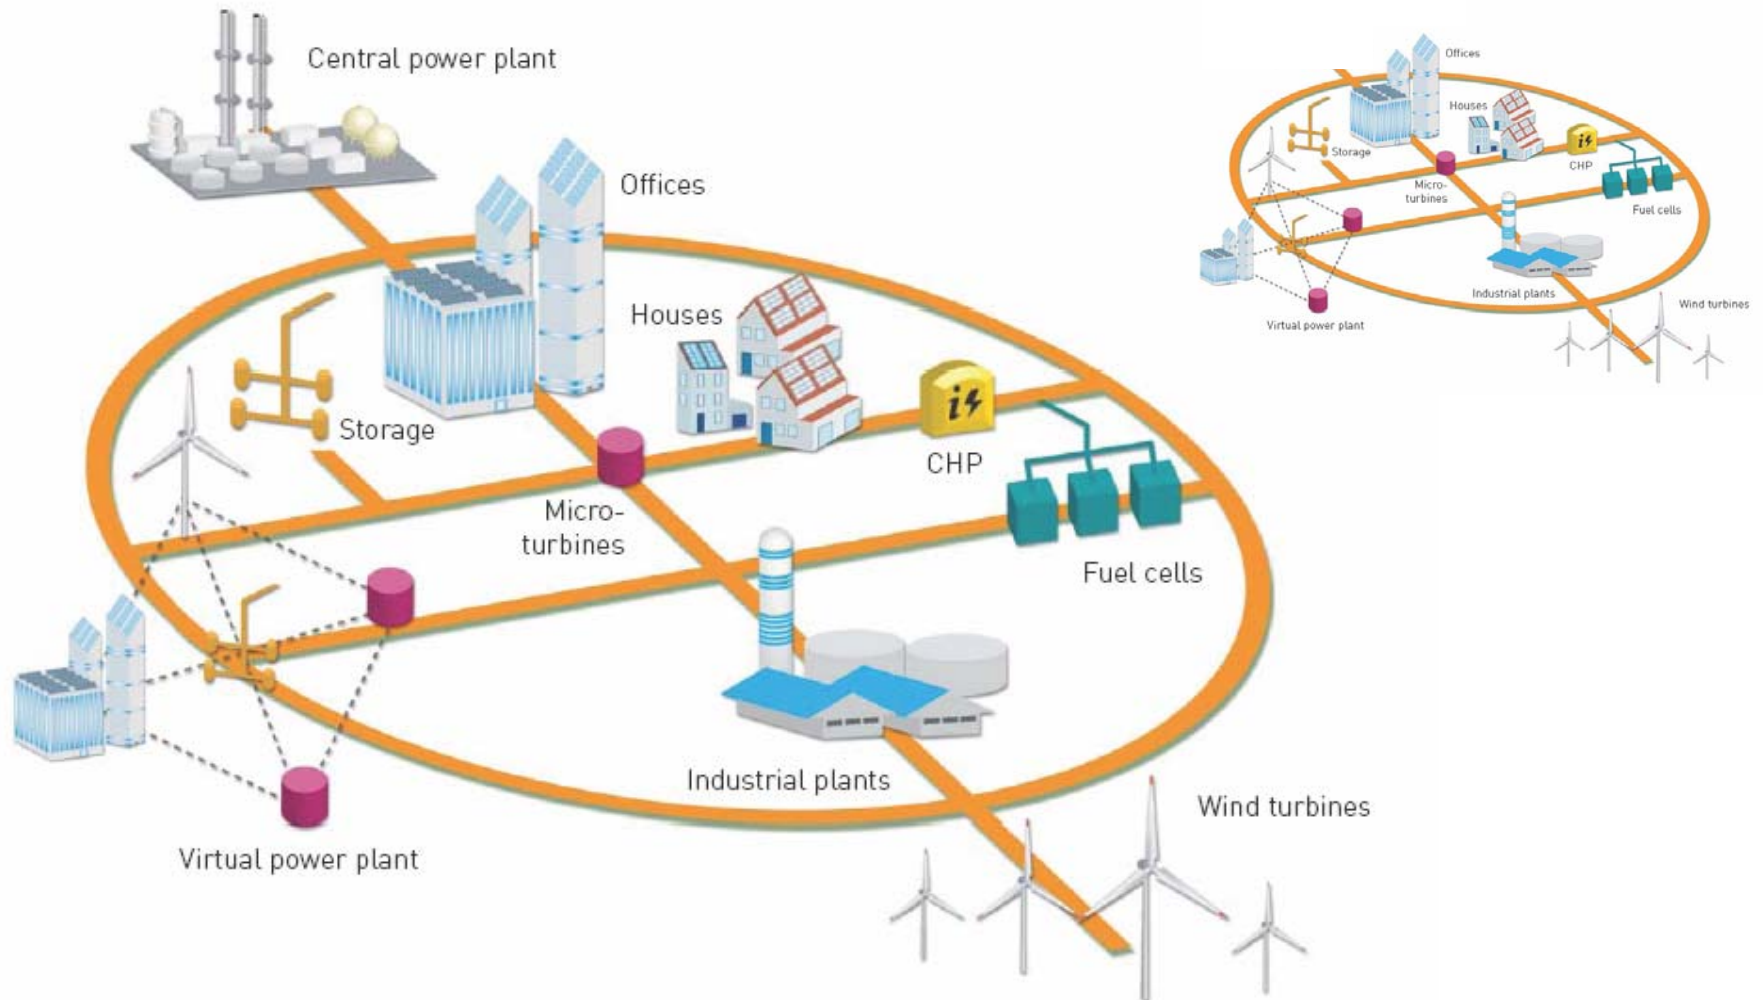 Central power plant
Offices
Houses
Storage
CHP
Micro-
turbines
Fuel cells
Industrial plants
Wind turbines
Virtual power plant
Offices
Houses
Storage
CHP
Micro-
turbines
Fuel cells
Industrial plants
Wind turbines
Virtual power plant